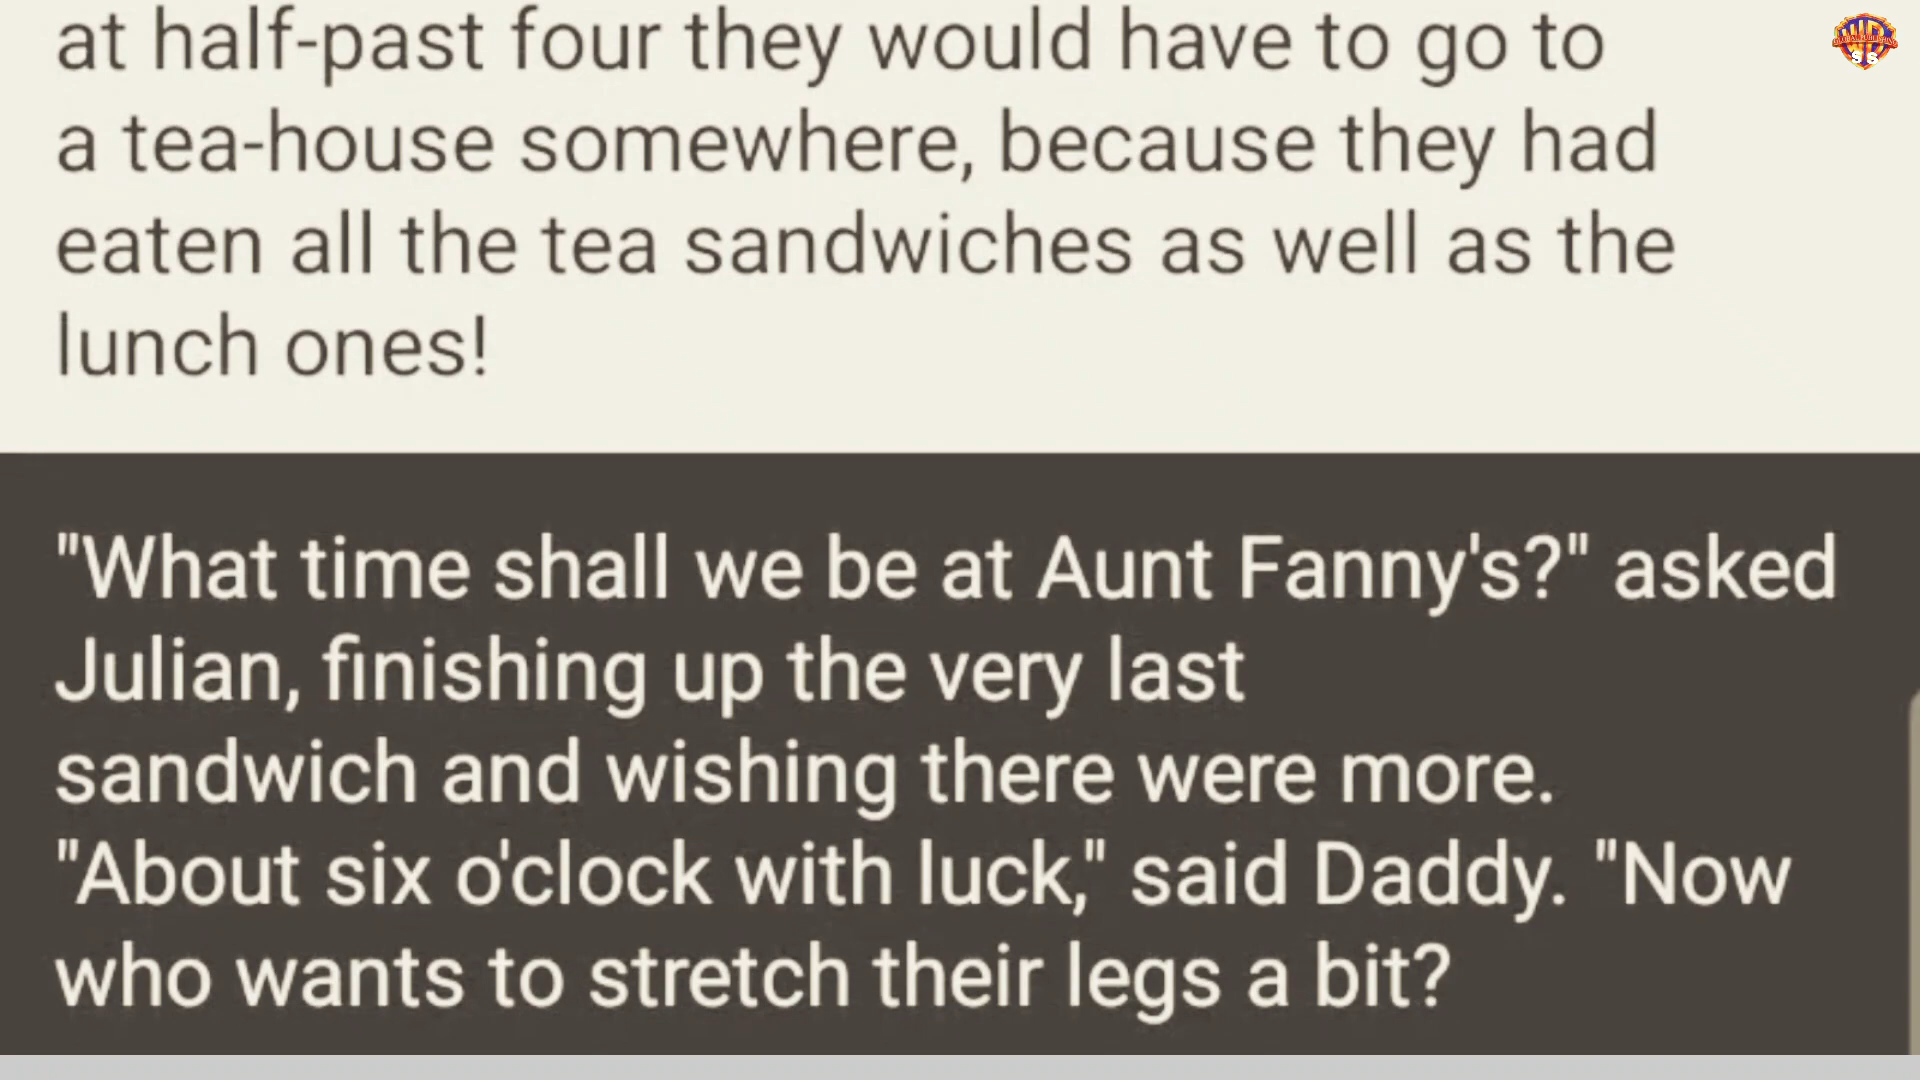 at half-past four they would have to go to
a tea-house somewhere, because they had
eaten all the tea sandwiches as well as the
lunch ones!
"What time shall we be at Aunt Fanny's?" asked
Julian, finishing up the very last
sandwich and wishing there were more.
"About six o'clock with luck," said Daddy. "Now
who wants to stretch their legs a bit?